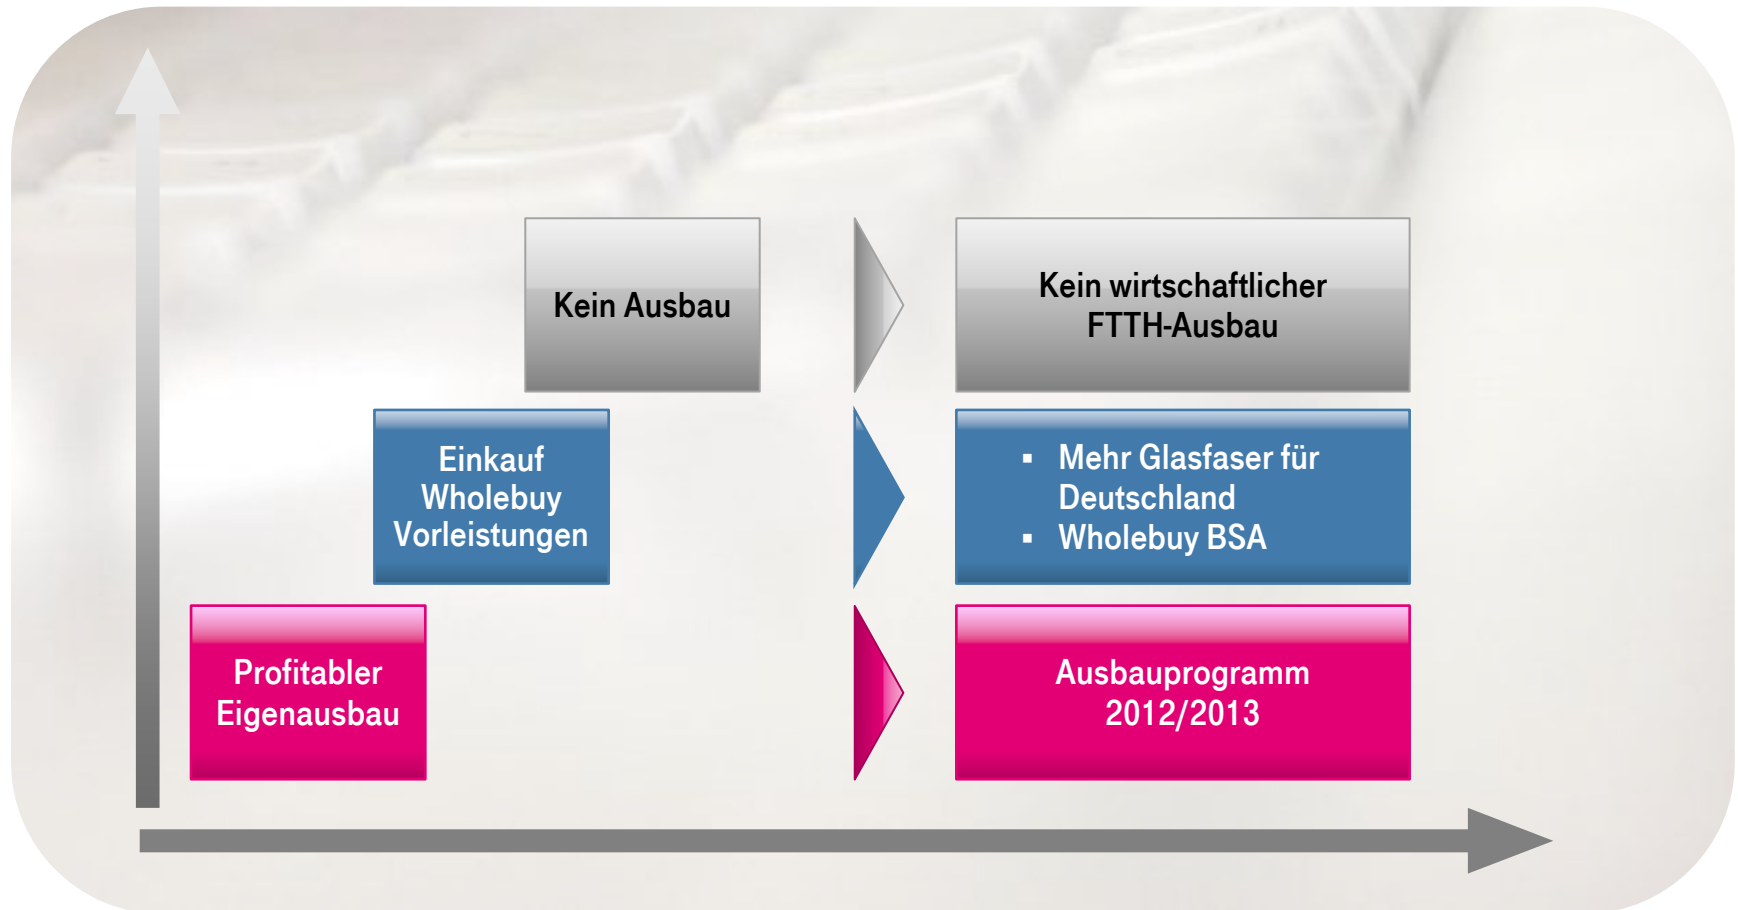 Kein Ausbau
Kein wirtschaftlicher
FTTH-Ausbau
Einkauf
Wholebuy
Vorleistungen
▪ Mehr Glasfaser für
Deutschland
▪ Wholebuy BSA
Profitabler
Eigenausbau
Ausbauprogramm
2012/2013